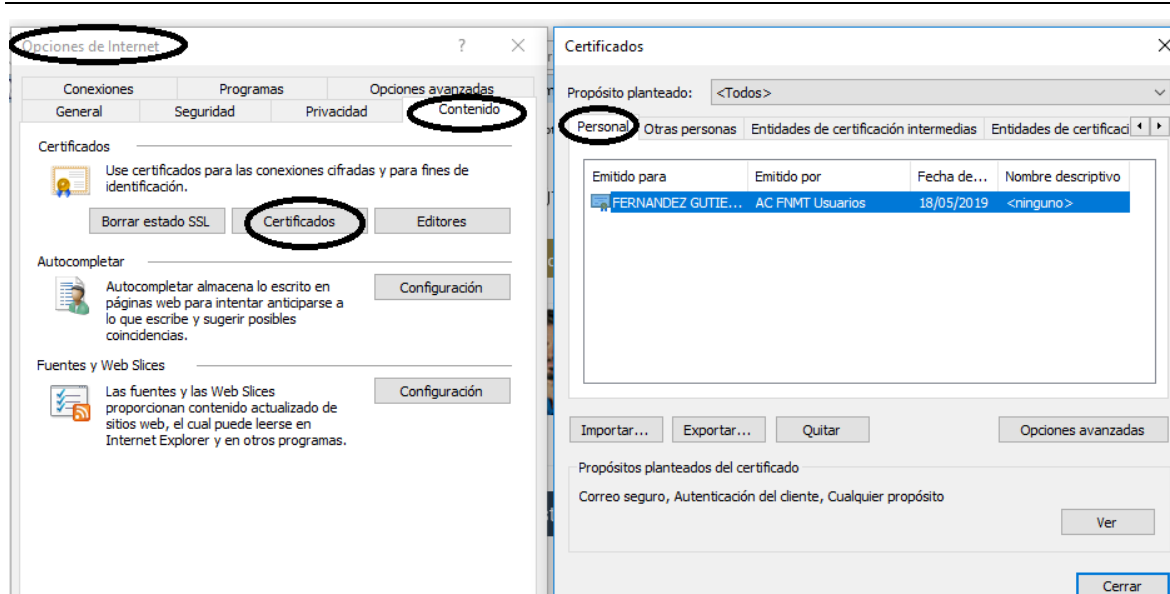 Opciones de Internet
?
Conexiones Programas Opciones avanzadas
General Seguridad Privacidad Contenido
Certificados
Use certificados para las conexiones cifradas y para fines de
identificación.
Borrar estado SSL Certificados Editores
Autocompletar
Autocompletar almacena lo escrito en
páginas web para intentar anticiparse a
lo que escribe y sugerir posibles
coincidencias.
Configuración
Fuentes y Web Slices
Las fuentes y las Web Slices
proporcionan contenido actualizado de
sitios web, el cual puede leerse en
Internet Explorer y en otros programas.
Configuración
Certificados
Propósito planteado: <Todos>
Personal Otras personas Entidades de certificación intermedias Entidades de certificaci
Emitido para Emitido por Fecha de... Nombre descriptivo
FERNANDEZ GUTIE... AC FNMT Usuarios 18/05/2019 <ninguno>
Importar... Exportar... Quitar Opciones avanzadas
Propósitos planteados del certificado
Correo seguro, Autenticación del cliente, Cualquier propósito
Ver
Cerrar